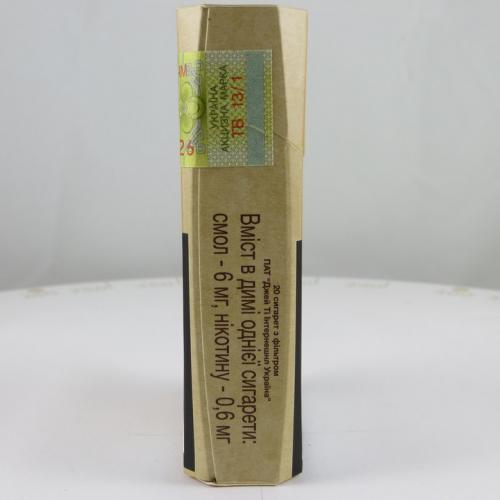 УКРАЇНА
АКЦИЗНА МАРКА
ТВ 13/1
20 сигарет з фільтром
ПАТ "Джей Ті Інтернешнл Україна"
Вміст в димі однієї сигарети:
смол - 6 мг, нікотину - 0,6 мг